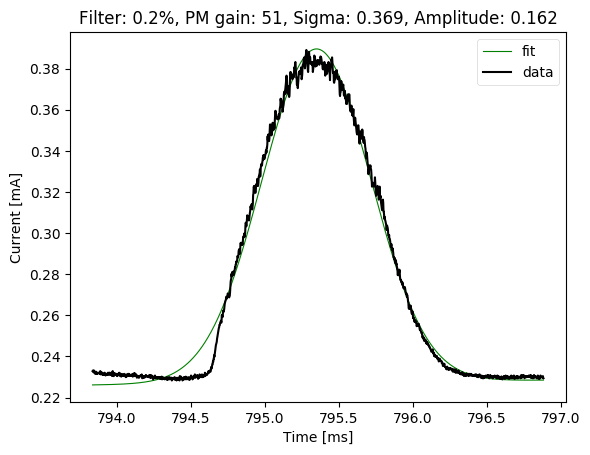 Filter: 0.2%, PM gain: 51, Sigma: 0.369, Amplitude: 0.162
fit
data
0.38
0.36
0.34
0.32
0.30
0.28
0.26
0.24
0.22
Current [mA]
794.0 794.5 795.0 795.5 796.0 796.5 797.0
Time [ms]